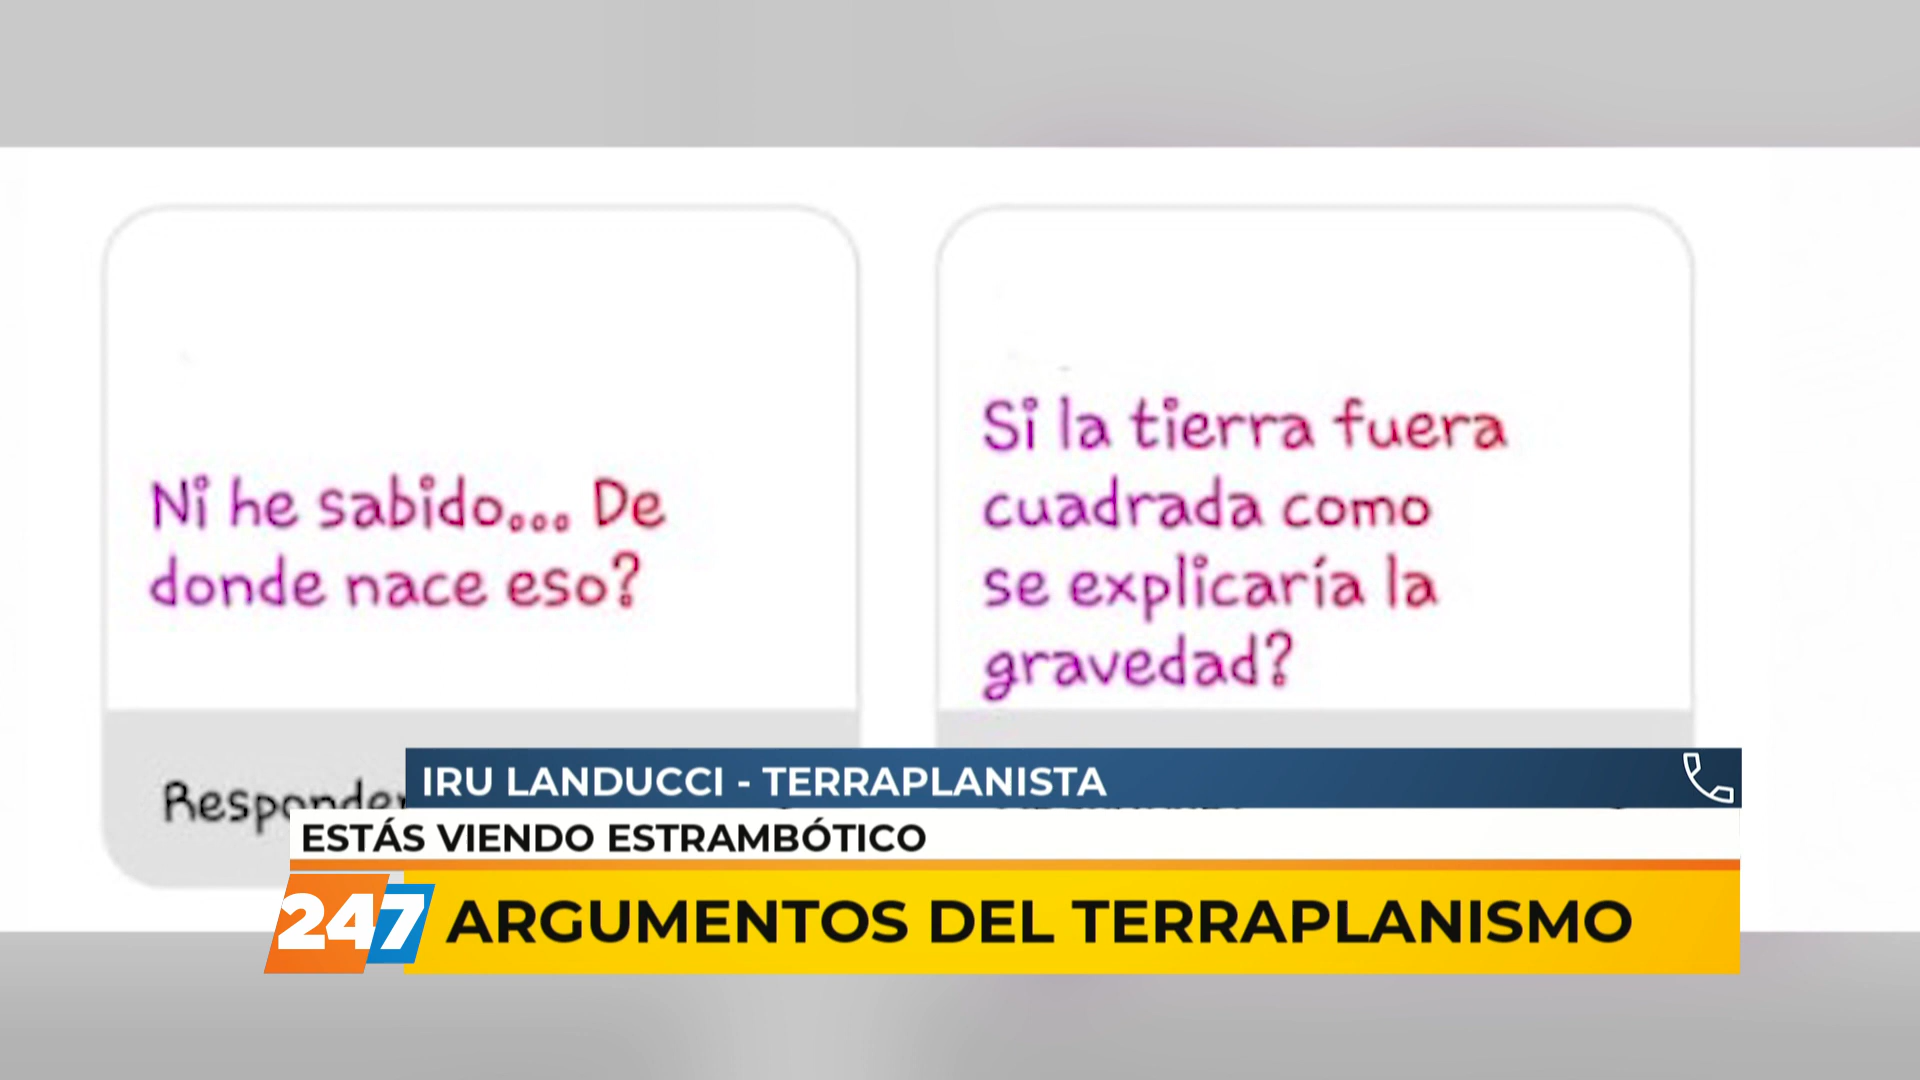 Ni he sabido... De
donde nace eso?
Si la tierra fuera
cuadrada como
se explicaría la
gravedad?
Responder
IRU LANDUCCI - TERRAPLANISTA
ESTÁS VIENDO ESTRAMBÓTICO
247
ARGUMENTOS DEL TERRAPLANISMO